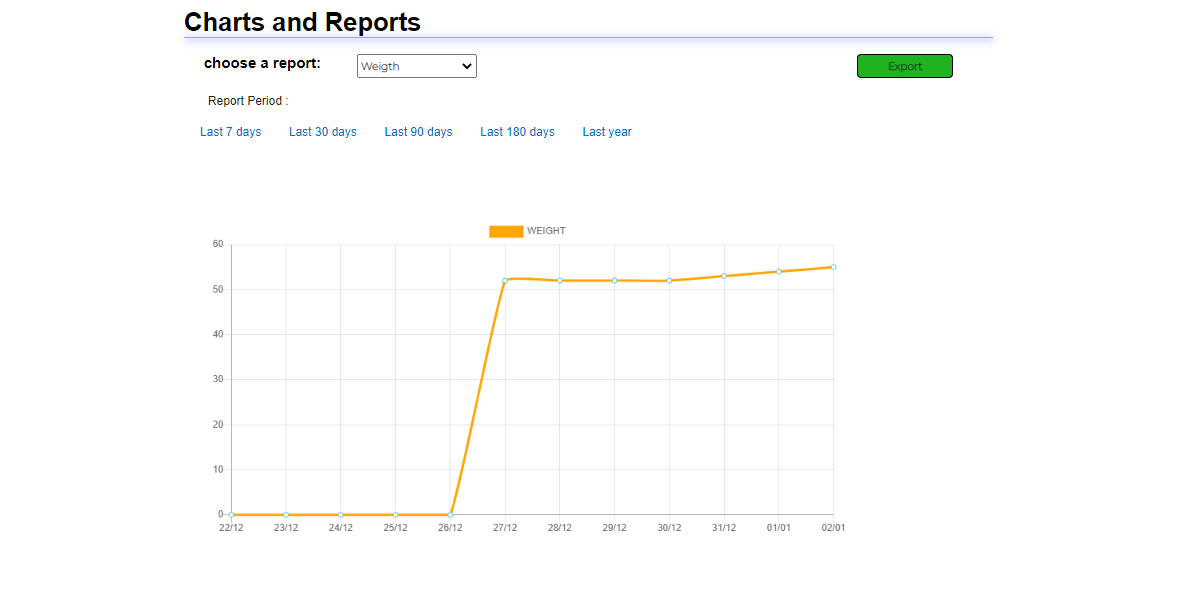 Charts and Reports
choose a report: Weigth Export
Report Period :
Last 7 days Last 30 days Last 90 days Last 180 days Last year
WEIGHT
60
50
40
30
20
10
0
22/12 23/12 24/12 25/12 26/12 27/12 28/12 29/12 30/12 31/12 01/01 02/01